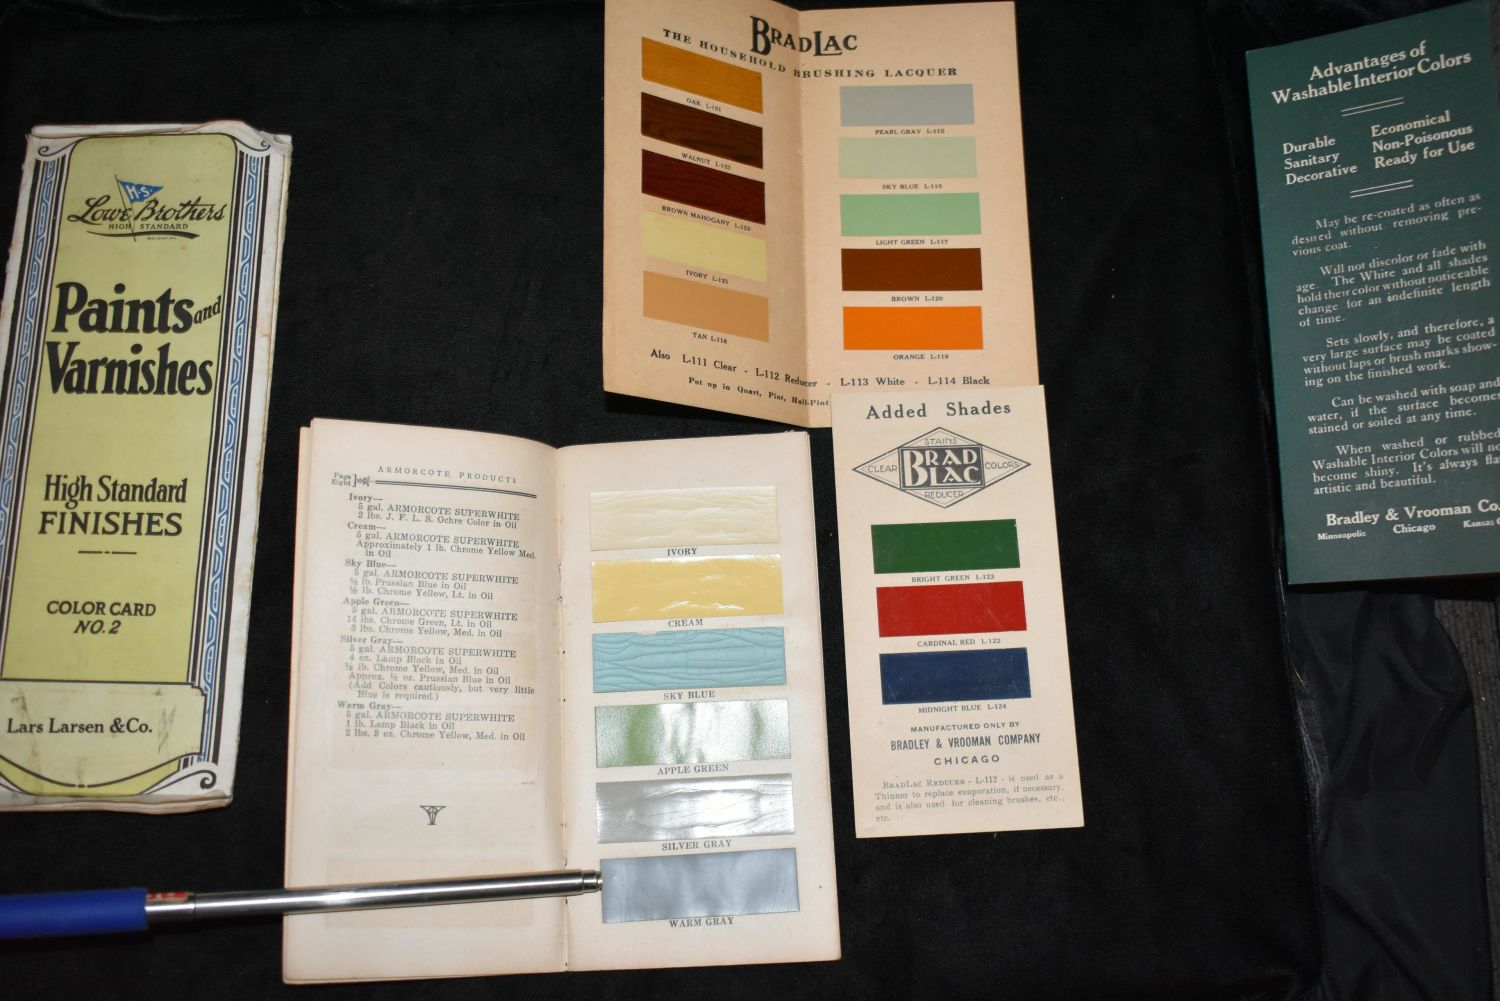 H.S.
Lowe Brothers
HIGH STANDARD
Paints and
Varnishes
High Standard
FINISHES
COLOR CARD
NO. 2
Lars Larsen & Co.
BRADLAC
THE HOUSEHOLD BRUSHING LACQUER
OAK L-151
WALNUT L-152
BROWN MAHOGANY L-153
IVORY L-121
TAN L-118
PEARL GRAY L-115
SKY BLUE L-116
LIGHT GREEN L-117
BROWN L-120
ORANGE L-119
Also L-111 Clear - L-112 Reducer - L-113 White - L-114 Black
Put up in Quart, Pint, Half-Pint
Page
Eight
ARMORCOTE PRODUCTS
Ivory—
5 gal. ARMORCOTE SUPERWHITE
2 lbs. J. F. L. S. Ochre Color in Oil
Cream—
5 gal. ARMORCOTE SUPERWHITE
Approximately 1 lb. Chrome Yellow Med.
in Oil
Sky Blue—
5 gal. ARMORCOTE SUPERWHITE
½ lb. Prussian Blue in Oil
½ lb. Chrome Yellow, Lt. in Oil
Apple Green—
5 gal. ARMORCOTE SUPERWHITE
14 lbs. Chrome Green, Lt. in Oil
3 lbs. Chrome Yellow, Med. in Oil
Silver Gray—
5 gal. ARMORCOTE SUPERWHITE
4 oz. Lamp Black in Oil
½ lb. Chrome Yellow, Med. in Oil
Approx. ½ oz. Prussian Blue in Oil
(Add Colors cautiously, but very little
Blue is required.)
Warm Gray—
5 gal. ARMORCOTE SUPERWHITE
1 lb. Lamp Black in Oil
2 lbs. 3 oz. Chrome Yellow, Med. in Oil
IVORY
CREAM
SKY BLUE
APPLE GREEN
SILVER GRAY
WARM GRAY
Added Shades
STAINS
CLEAR
BRAD
LAC
COLORS
REDUCER
BRIGHT GREEN L-123
CARDINAL RED L-122
MIDNIGHT BLUE L-124
MANUFACTURED ONLY BY
BRADLEY & VROOMAN COMPANY
CHICAGO
BRADLAC REDUCER - L-112 - is used as a
Thinner to replace evaporation, if necessary,
and is also used for cleaning brushes, etc.,
etc.
Advantages of
Washable Interior Colors
Durable Economical
Sanitary Non-Poisonous
Decorative Ready for Use
May be re-coated as often as
desired without removing pre-
vious coat.
Will not discolor or fade with
age. The White and all shades
hold their color without noticeable
change for an indefinite length
of time.
Sets slowly, and therefore, a
very large surface may be coated
without laps or brush marks show-
ing on the finished work.
Can be washed with soap and
water, if the surface becomes
stained or soiled at any time.
When washed or rubbed
Washable Interior Colors will
become shiny. It's always
artistic and beautiful.
Bradley & Vrooman Co.
Minneapolis Chicago Kansas